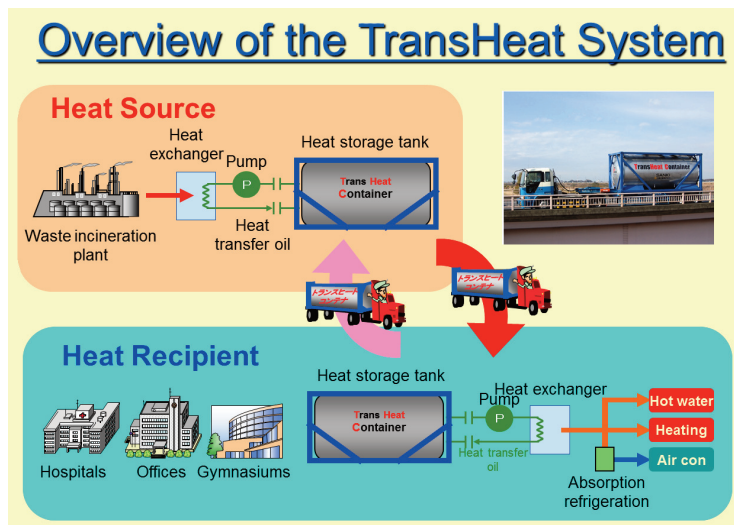 Overview of the TransHeat System
Heat Source
Heat
exchanger
Pump
P
Heat storage tank
Trans Heat
Container
Waste incineration
plant
Heat
transfer oil
TransHeat Container
トランスヒート
コンテナ
トランスヒート
コンテナ
Heat Recipient
Heat storage tank
Trans Heat
Container
Pump
P
Heat exchanger
Heat transfer
oil
Hot water
Heating
Air con
Absorption
refrigeration
Hospitals
Offices
Gymnasiums